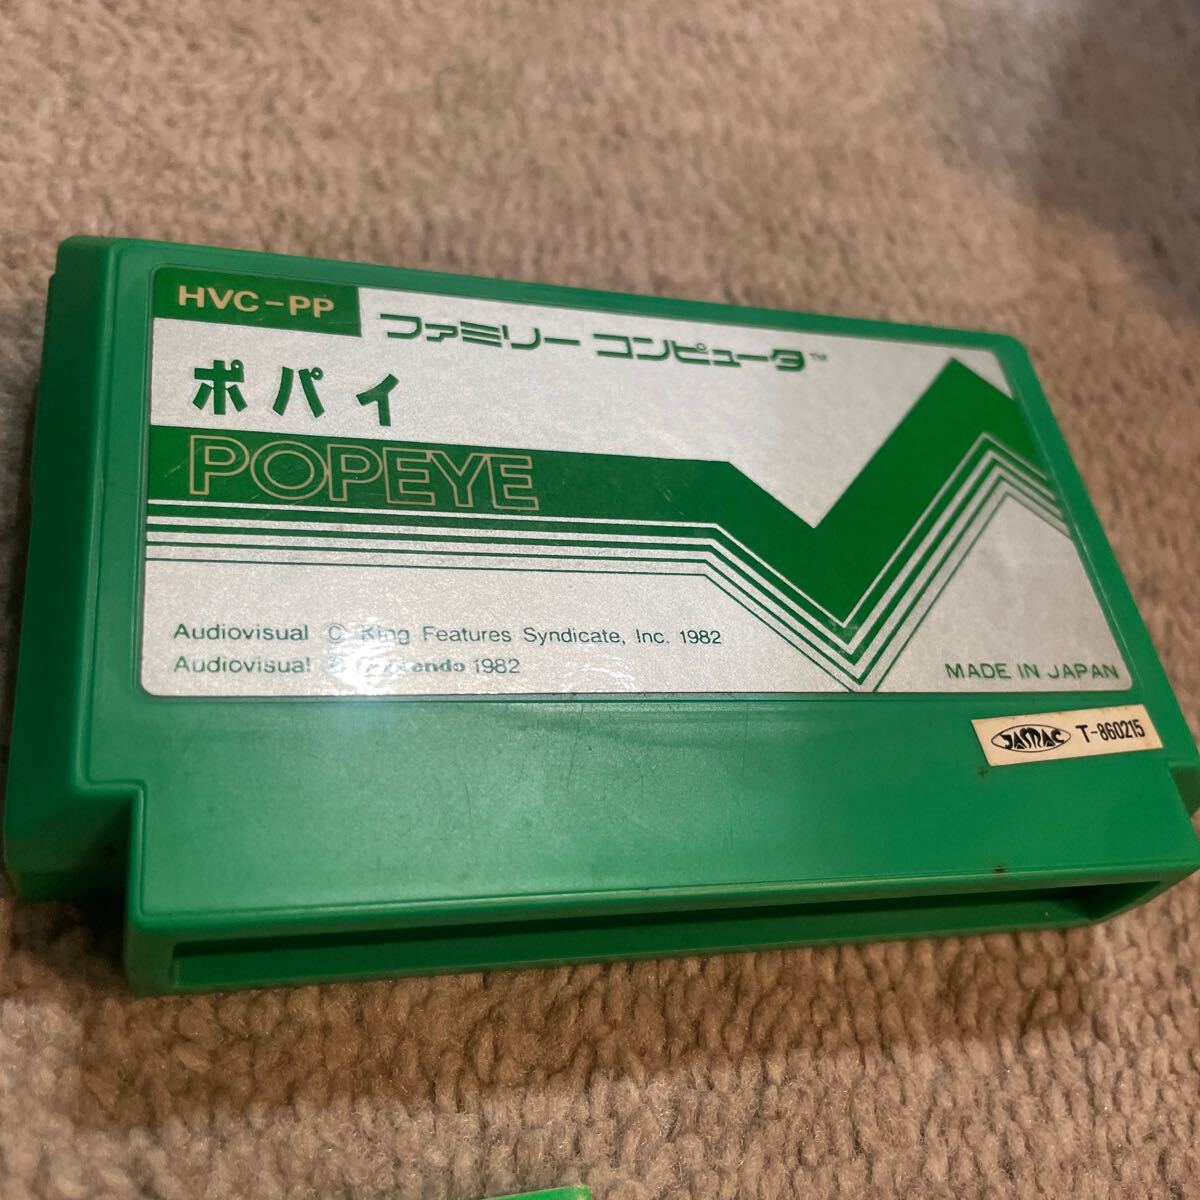 HVC-PP
ファミリー コンピュータ™
ポパイ
POPEYE
Audiovisual © King Features Syndicate, Inc. 1982
Audiovisual © Nintendo 1982
MADE IN JAPAN
JASRAC T-860215